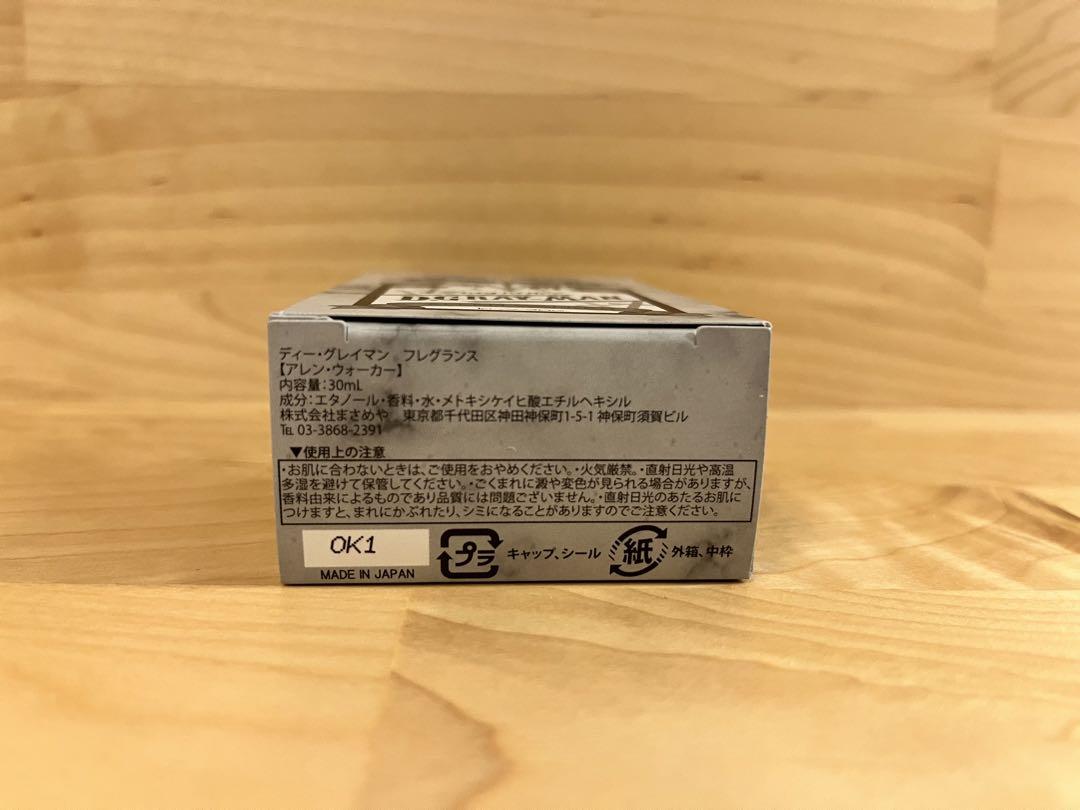 ディー・グレイマン　フレグランス
【アレン・ウォーカー】
内容量：30mL
成分：エタノール・香料・水・メトキシケイヒ酸エチルヘキシル
株式会社まさめや　東京都千代田区神田神保町1-5-1 神保町須賀ビル
TEL 03-3868-2391
▼使用上の注意
・お肌に合わないときは、ご使用をおやめください。・火気厳禁。・直射日光や高温
多湿を避けて保管してください。・ごくまれに澱や変色が見られる場合がありますが、
香料由来によるものであり品質には問題ございません。・直射日光のあたるお肌に
つけますと、まれにかぶれたり、シミになることがありますのでご注意ください。
OK1
プラ
キャップ、シール
紙
外箱、中枠
MADE IN JAPAN